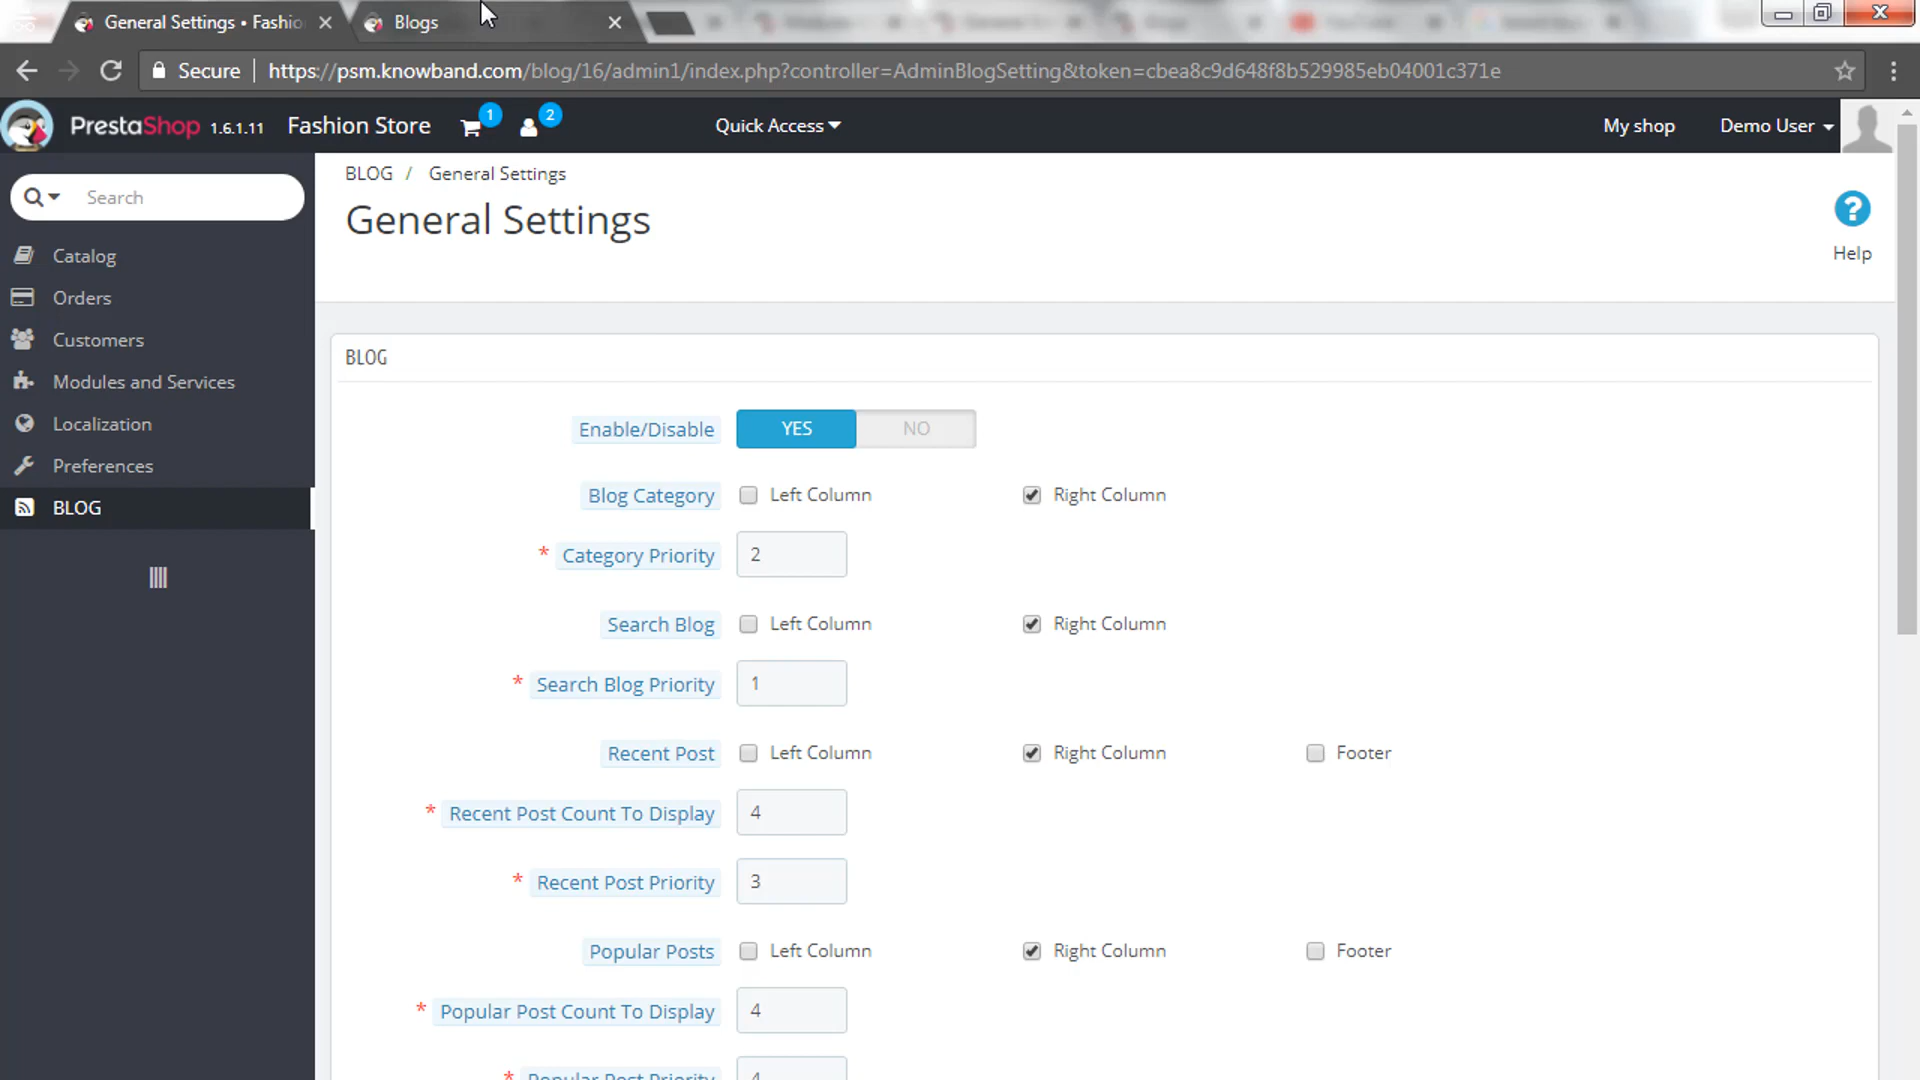 General Settings • Fashio
Blogs
Secure
https://psm.knowband.com/blog/16/admin1/index.php?controller=AdminBlogSetting&token=cbea8c9d648f8b529985eb04001c371e
PrestaShop 1.6.1.11
Fashion Store
1
2
Quick Access
My shop
Demo User
Search
Catalog
Orders
Customers
Modules and Services
Localization
Preferences
BLOG
BLOG / General Settings
General Settings
Help
BLOG
Enable/Disable YES NO
Blog Category Left Column Right Column
* Category Priority 2
Search Blog Left Column Right Column
* Search Blog Priority 1
Recent Post Left Column Right Column Footer
* Recent Post Count To Display 4
* Recent Post Priority 3
Popular Posts Left Column Right Column Footer
* Popular Post Count To Display 4
* Popular Post Priority 4